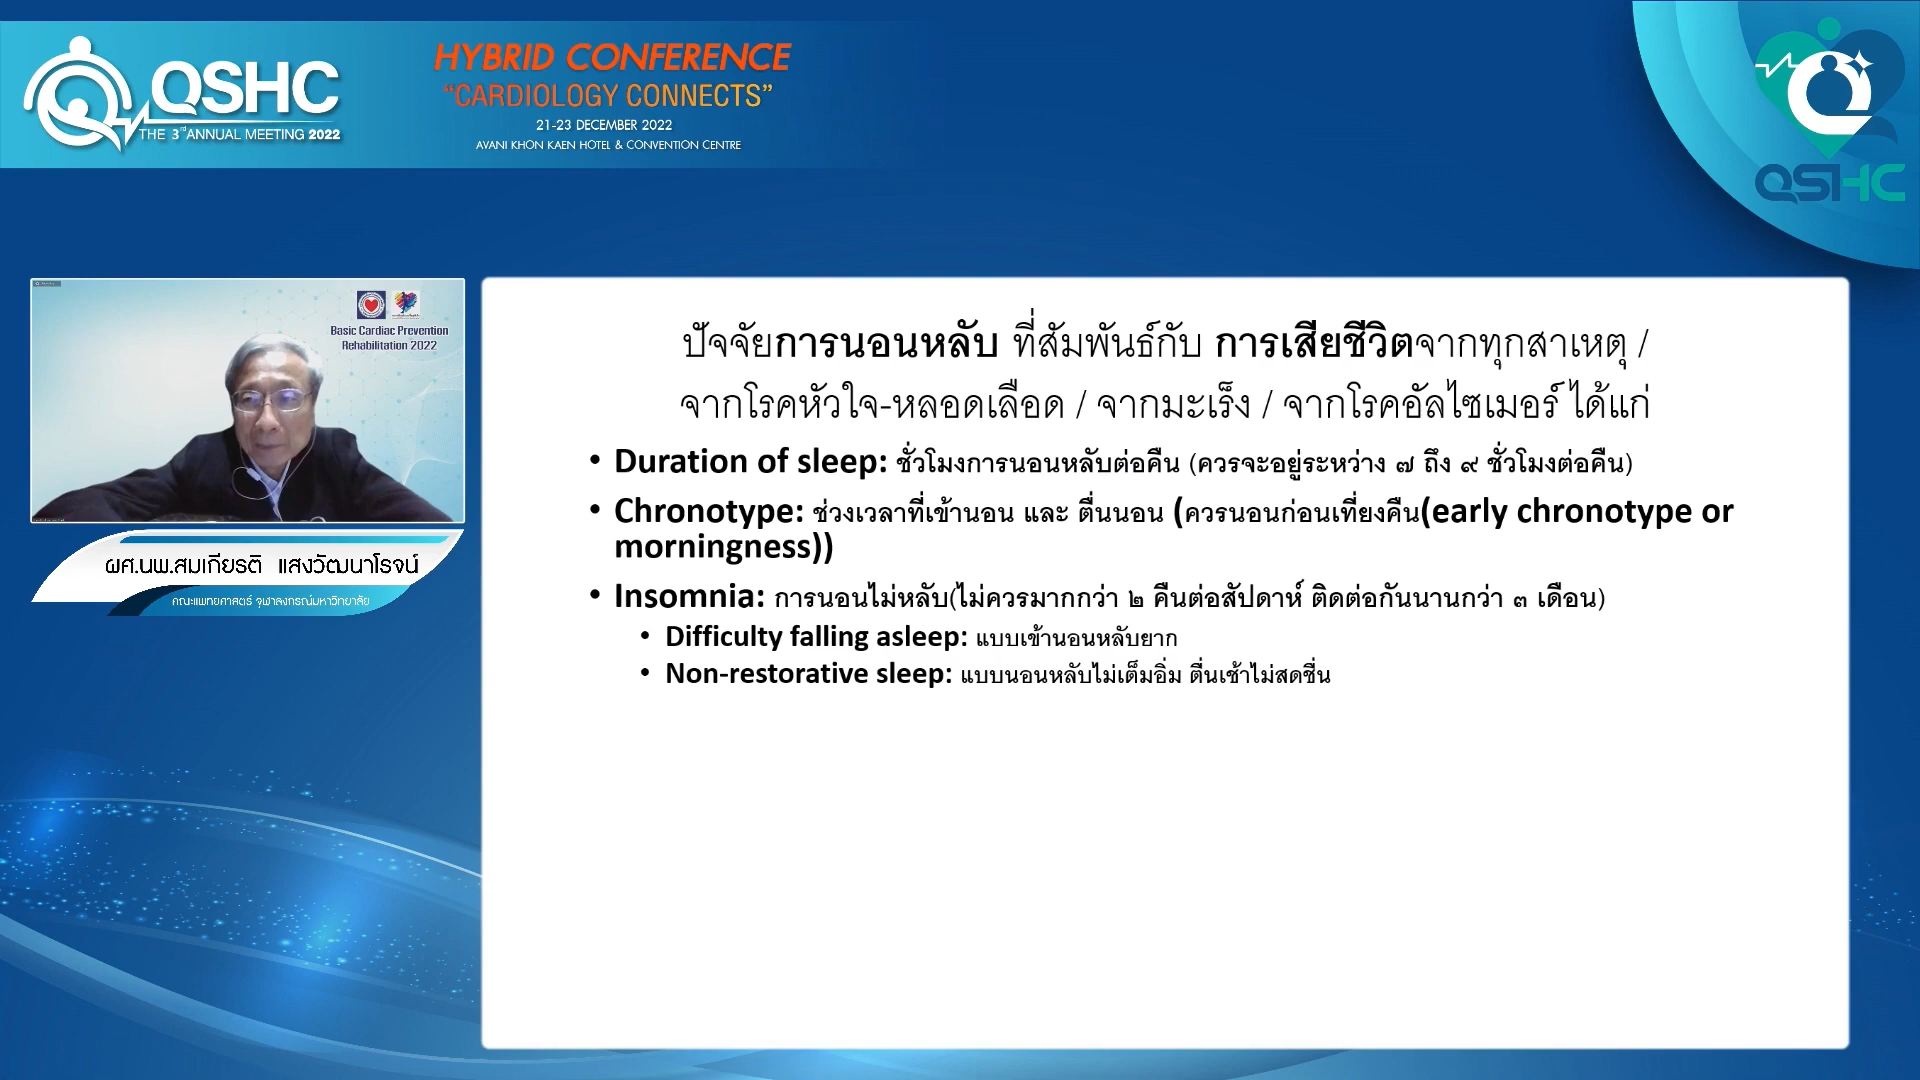 QSHC
THE 3rd ANNUAL MEETING 2022
HYBRID CONFERENCE
“CARDIOLOGY CONNECTS”
21-23 DECEMBER 2022
AVANI KHON KAEN HOTEL & CONVENTION CENTRE
QSHC
Basic Cardiac Prevention
Rehabilitation 2022
ผศ.นพ.สมเกียรติ แสงวัฒนาโรจน์
คณะแพทยศาสตร์ จุฬาลงกรณ์มหาวิทยาลัย
ปัจจัยการนอนหลับ ที่สัมพันธ์กับ การเสียชีวิตจากทุกสาเหตุ /
จากโรคหัวใจ-หลอดเลือด / จากมะเร็ง / จากโรคอัลไซเมอร์ ได้แก่
• Duration of sleep: ชั่วโมงการนอนหลับต่อคืน (ควรจะอยู่ระหว่าง ๗ ถึง ๙ ชั่วโมงต่อคืน)
• Chronotype: ช่วงเวลาที่เข้านอน และ ตื่นนอน (ควรนอนก่อนเที่ยงคืน(early chronotype or
morningness))
• Insomnia: การนอนไม่หลับ(ไม่ควรมากกว่า ๒ คืนต่อสัปดาห์ ติดต่อกันนานกว่า ๓ เดือน)
• Difficulty falling asleep: แบบเข้านอนหลับยาก
• Non-restorative sleep: แบบนอนหลับไม่เต็มอิ่ม ตื่นเช้าไม่สดชื่น